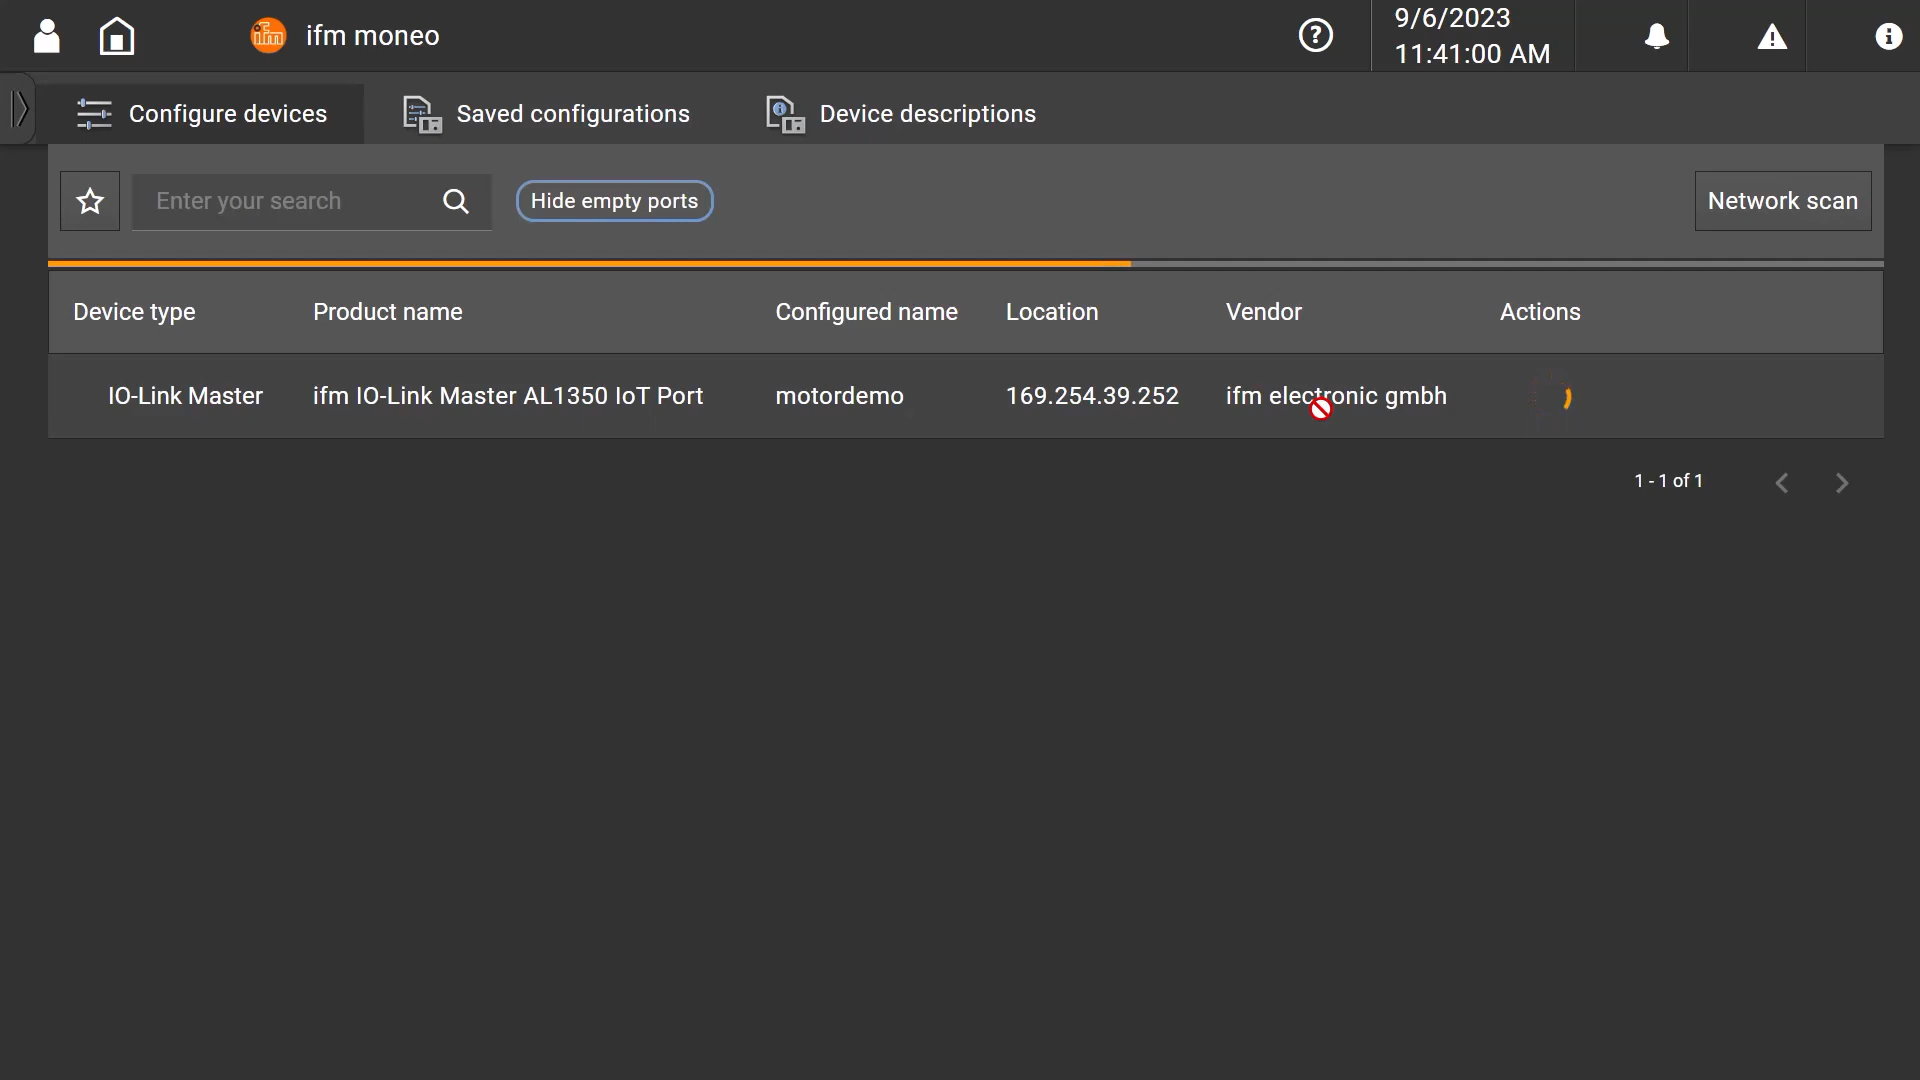 ifm ifm moneo
9/6/2023
11:41:00 AM
Configure devices Saved configurations Device descriptions
Enter your search Hide empty ports Network scan
Device type Product name Configured name Location Vendor Actions
IO-Link Master ifm IO-Link Master AL1350 IoT Port motordemo 169.254.39.252 ifm electronic gmbh
1 - 1 of 1